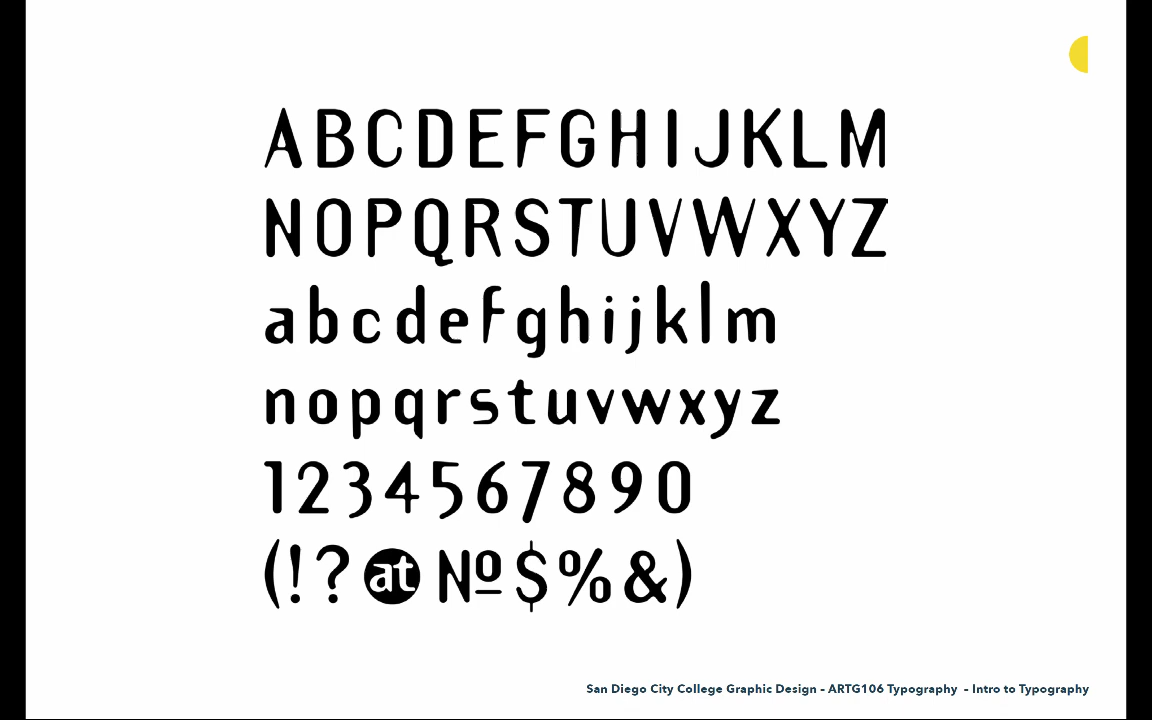 ABCDEFGHIJKLM
NOPQRSTUVWXYZ
abcdefghijklm
nopqrstuvwxyz
1234567890
(!?at№$%&)
San Diego City College Graphic Design – ARTG106 Typography – Intro to Typography